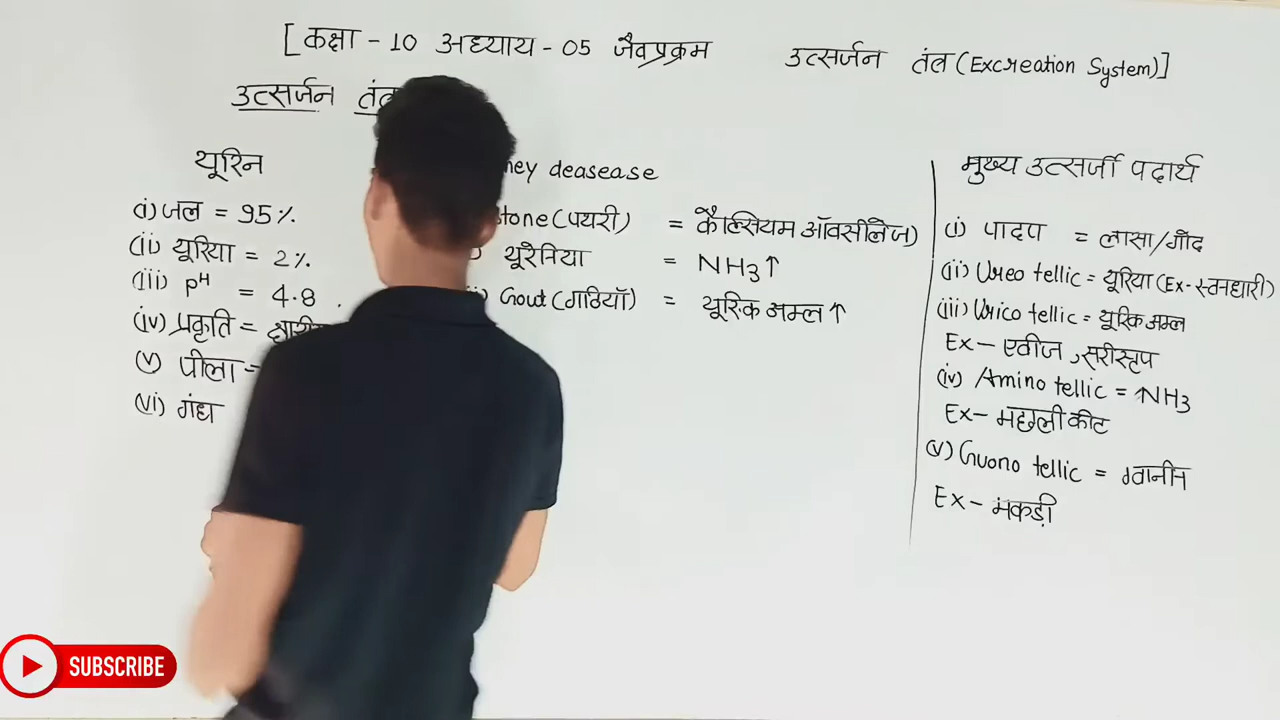 [ कक्षा - 10 अध्याय - 05 जैवप्रक्रम उत्सर्जन तंत्र (Excreation System)]
उत्सर्जन तंत्र
यूरिन
(i) जल = 95%
(ii) यूरिया = 2%.
(iii) pH = 4.8 .
(iv) प्रकृति =
(v) पीला =
(vi) गंध
ney deasease
tone (पथरी) = कैल्सियम ऑक्सीलेज)
यूरेमिया = NH3↑
Gout (गठियाँ) = यूरिक अम्ल ↑
मुख्य उत्सर्जी पदार्थ
(i) पादप = लासा/गोंद
(ii) Ureo tellic = यूरिया (Ex- स्तनधारी)
(iii) Urico tellic = यूरिक अम्ल
Ex - एवीज, सरीसृप
(iv) Amino tellic = NH3
Ex - मछली कीट
(v) Guono tellic = ग्वानीन
Ex - मकड़ी
SUBSCRIBE